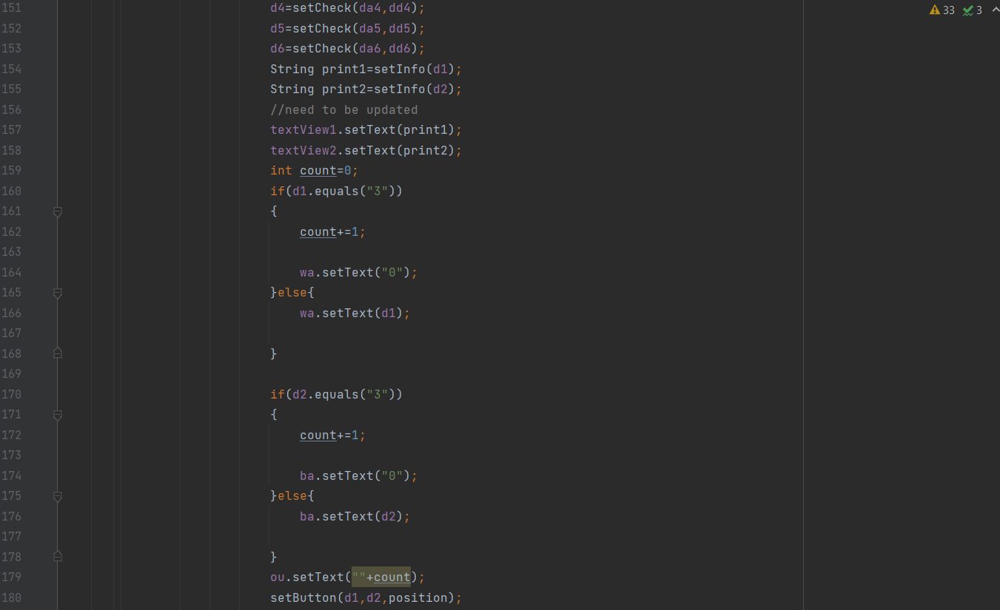 33 3
151 d4=setCheck(da4,dd4);
152 d5=setCheck(da5,dd5);
153 d6=setCheck(da6,dd6);
154 String print1=setInfo(d1);
155 String print2=setInfo(d2);
156 //need to be updated
157 textView1.setText(print1);
158 textView2.setText(print2);
159 int count=0;
160 if(d1.equals("3"))
161 {
162 count+=1;
163
164 wa.setText("0");
165 }else{
166 wa.setText(d1);
167
168 }
169
170 if(d2.equals("3"))
171 {
172 count+=1;
173
174 ba.setText("0");
175 }else{
176 ba.setText(d2);
177
178 }
179 ou.setText(""+count);
180 setButton(d1,d2,position);